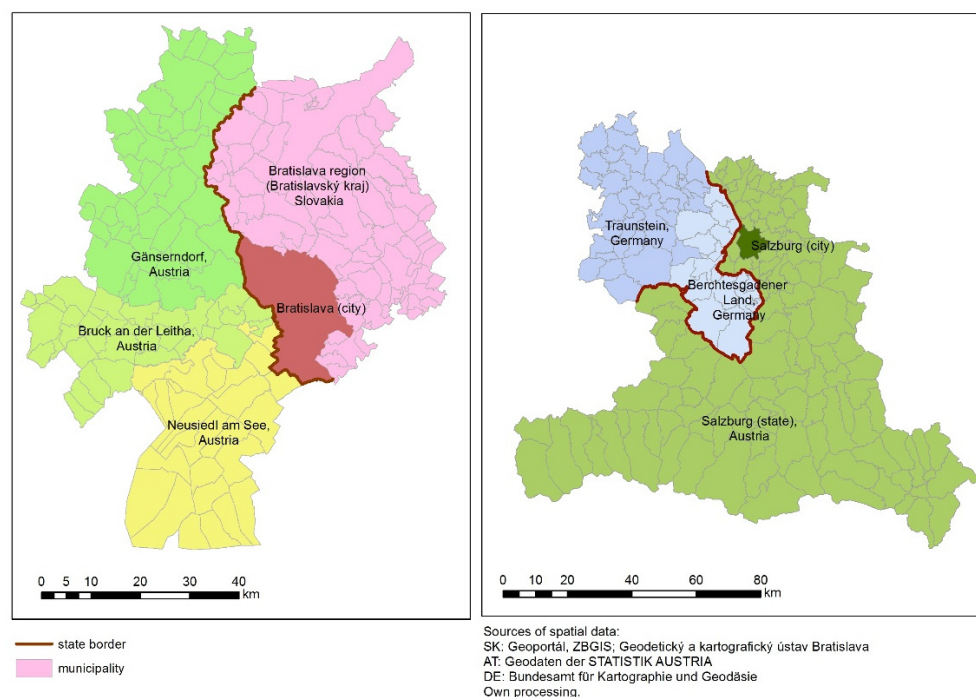 Bratislava region
(Bratislavský kraj)
Slovakia
Gänserndorf,
Austria
Bratislava (city)
Bruck an der Leitha,
Austria
Neusiedl am See,
Austria
0 5 10 20 30 40
km
Traunstein,
Germany
Salzburg (city)
Berchtesgadener
Land,
Germany
Salzburg (state),
Austria
0 10 20 40 60 80
km
state border
municipality
Sources of spatial data:
SK: Geoportál, ZBGIS; Geodetický a kartografický ústav Bratislava
AT: Geodaten der STATISTIK AUSTRIA
DE: Bundesamt für Kartographie und Geodäsie
Own processing.